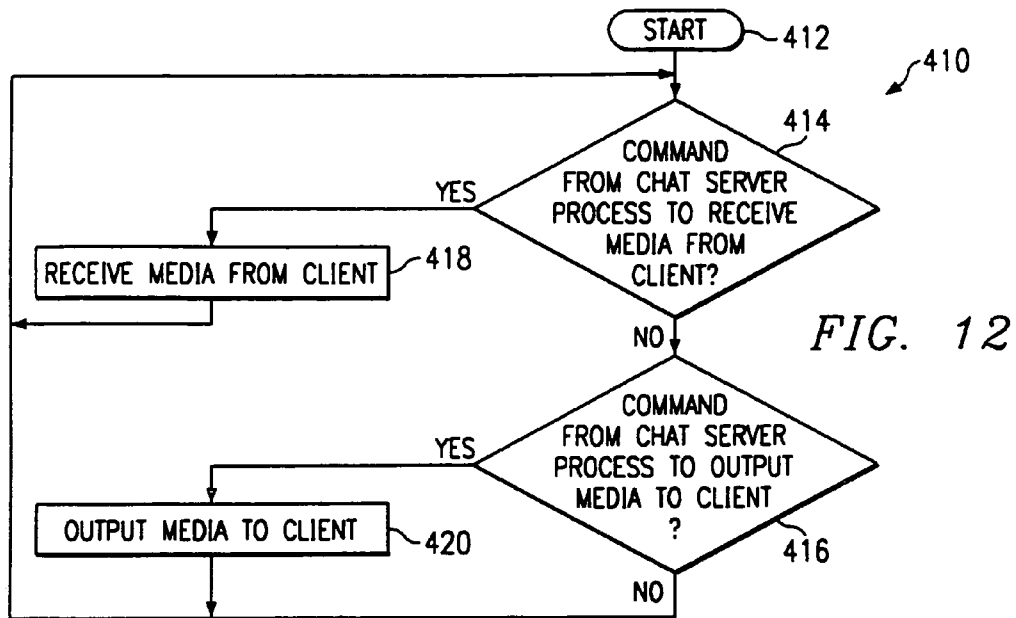 START
412
410
414
COMMAND
FROM CHAT SERVER
PROCESS TO RECEIVE
MEDIA FROM
CLIENT?
YES
RECEIVE MEDIA FROM CLIENT
418
NO
FIG. 12
COMMAND
FROM CHAT SERVER
PROCESS TO OUTPUT
MEDIA TO CLIENT
?
YES
416
OUTPUT MEDIA TO CLIENT
420
NO